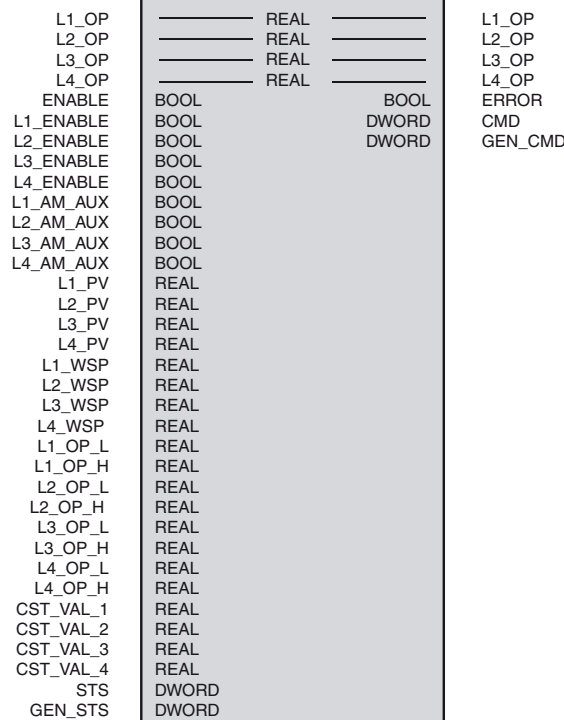 L1_OP REAL L1_OP
L2_OP REAL L2_OP
L3_OP REAL L3_OP
L4_OP REAL L4_OP
ENABLE BOOL BOOL ERROR
L1_ENABLE BOOL DWORD CMD
L2_ENABLE BOOL DWORD GEN_CMD
L3_ENABLE BOOL
L4_ENABLE BOOL
L1_AM_AUX BOOL
L2_AM_AUX BOOL
L3_AM_AUX BOOL
L4_AM_AUX BOOL
L1_PV REAL
L2_PV REAL
L3_PV REAL
L4_PV REAL
L1_WSP REAL
L2_WSP REAL
L3_WSP REAL
L4_WSP REAL
L1_OP_L REAL
L1_OP_H REAL
L2_OP_L REAL
L2_OP_H REAL
L3_OP_L REAL
L3_OP_H REAL
L4_OP_L REAL
L4_OP_H REAL
CST_VAL_1 REAL
CST_VAL_2 REAL
CST_VAL_3 REAL
CST_VAL_4 REAL
STS DWORD
GEN_STS DWORD